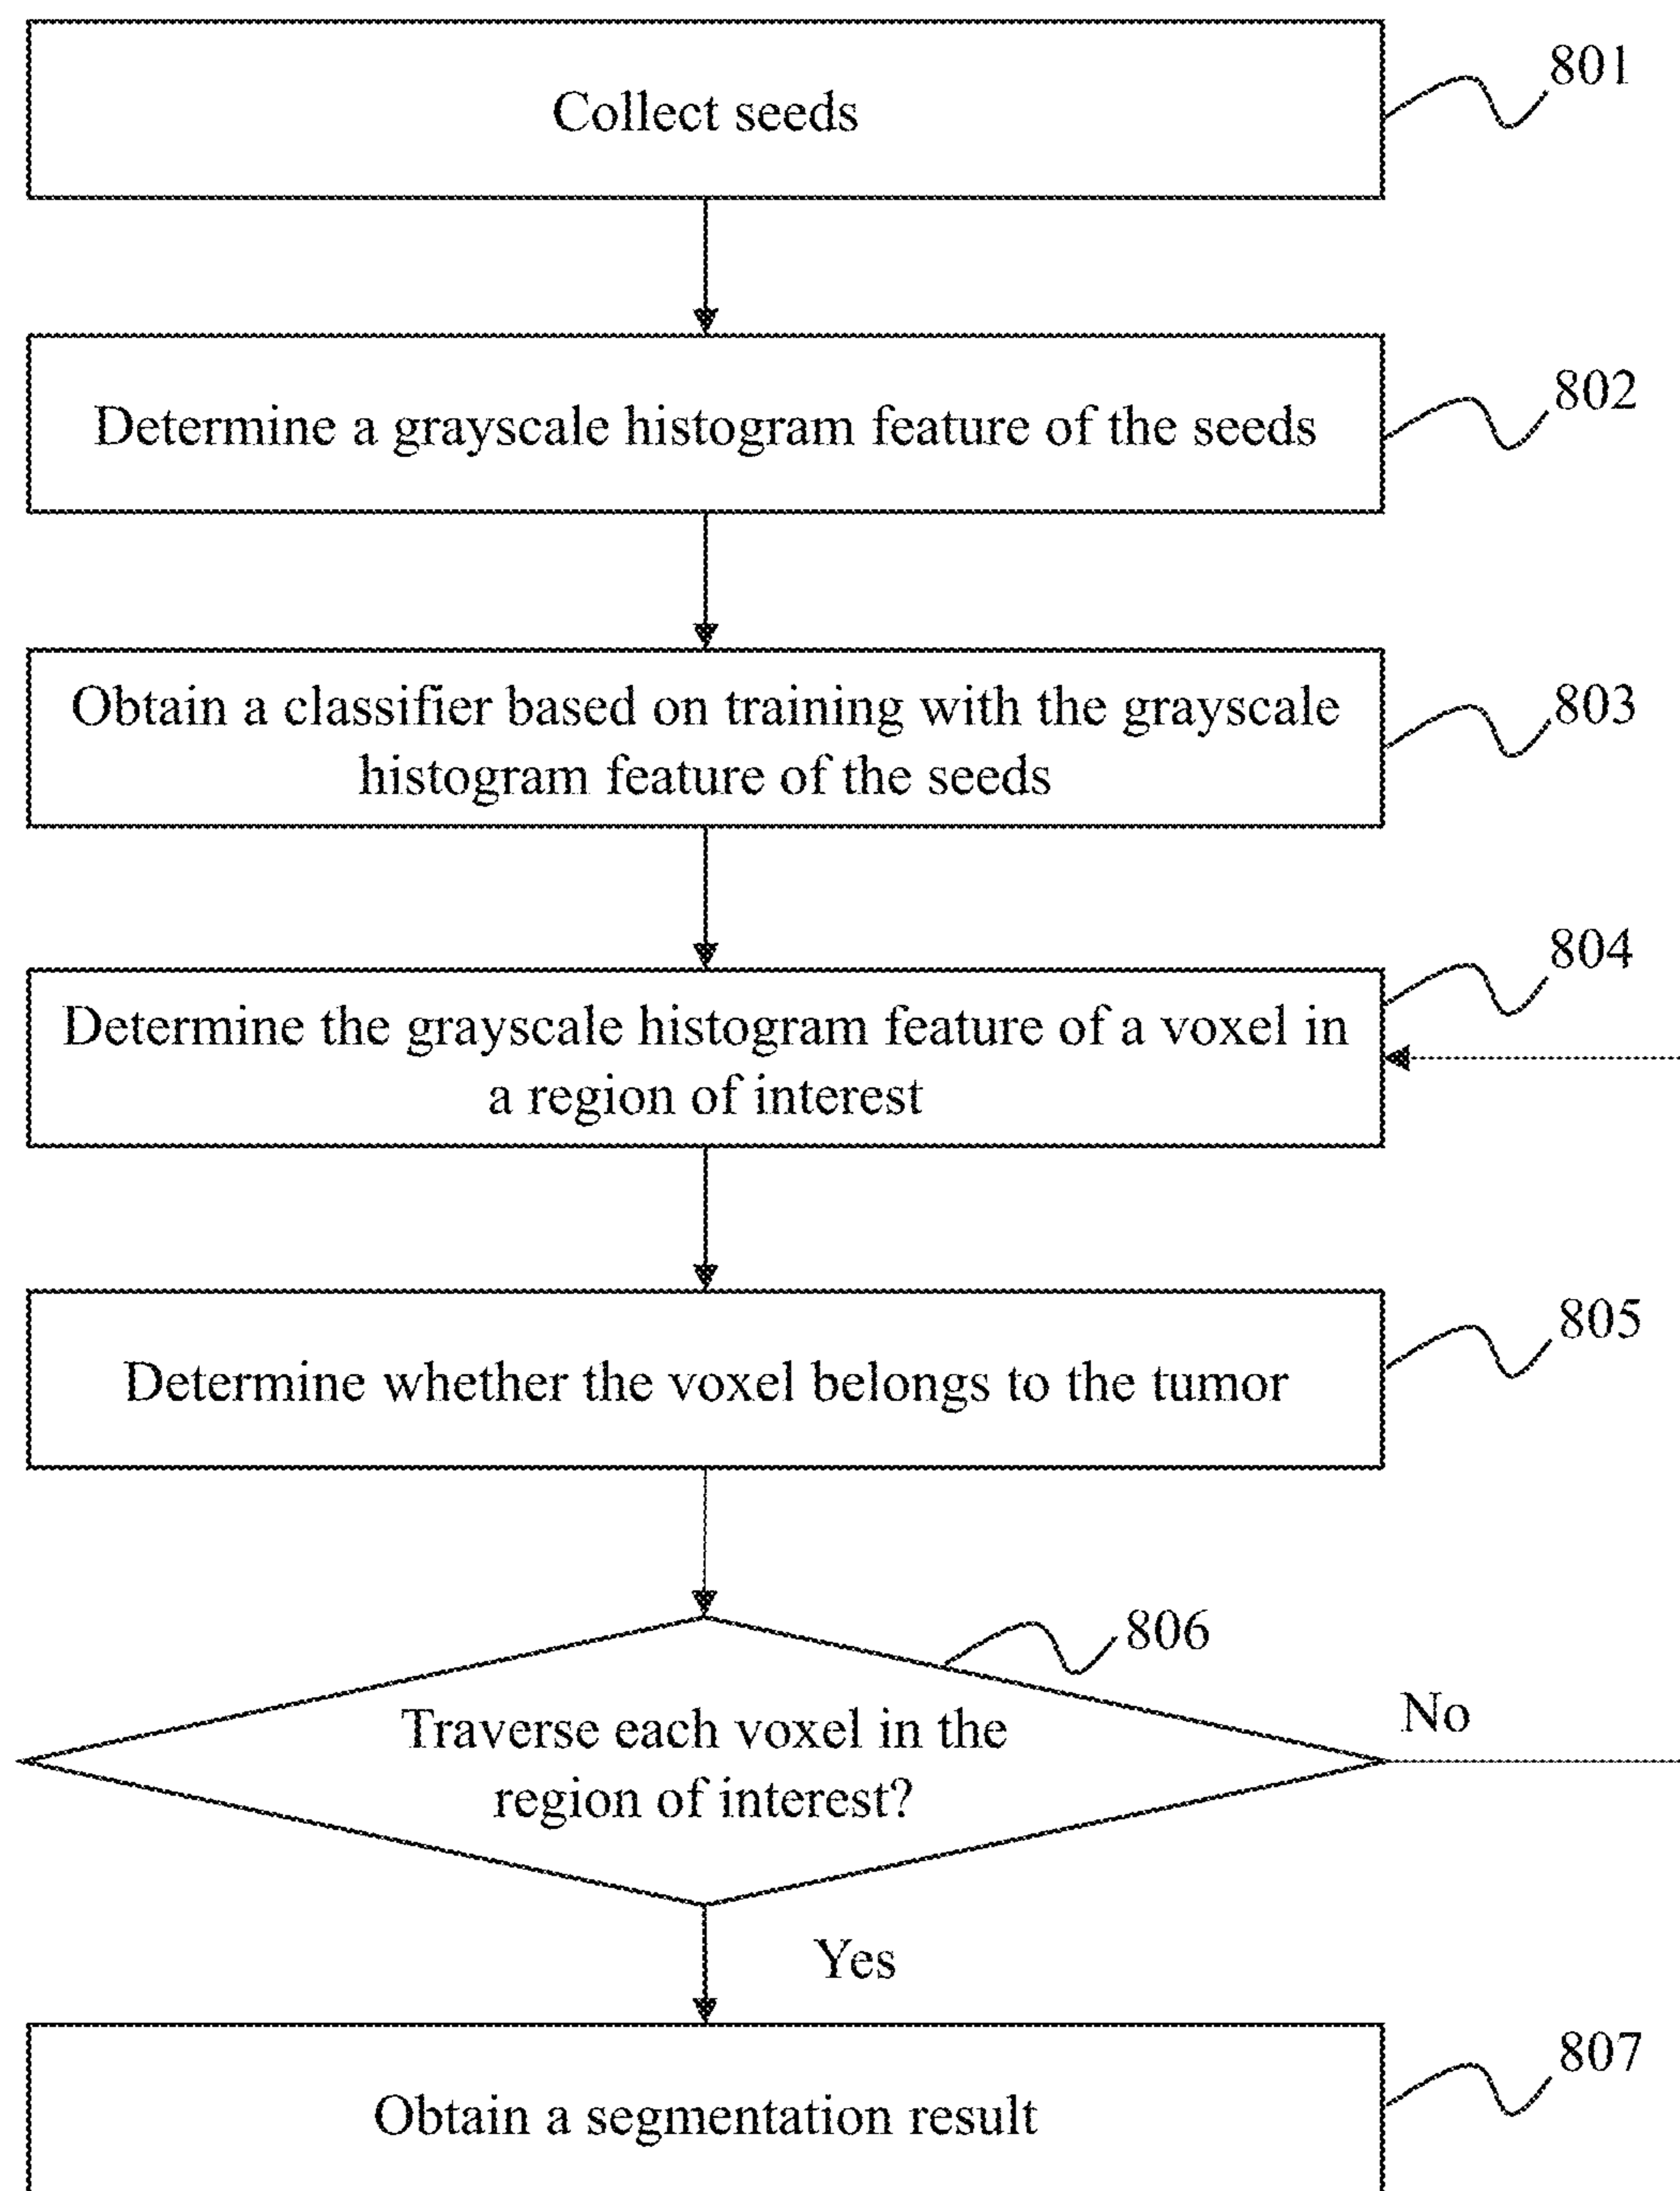 Collect seeds
801
Determine a grayscale histogram feature of the seeds
802
Obtain a classifier based on training with the grayscale
histogram feature of the seeds
803
Determine the grayscale histogram feature of a voxel in
a region of interest
804
Determine whether the voxel belongs to the tumor
805
Traverse each voxel in the
region of interest?
806
No
Yes
Obtain a segmentation result
807